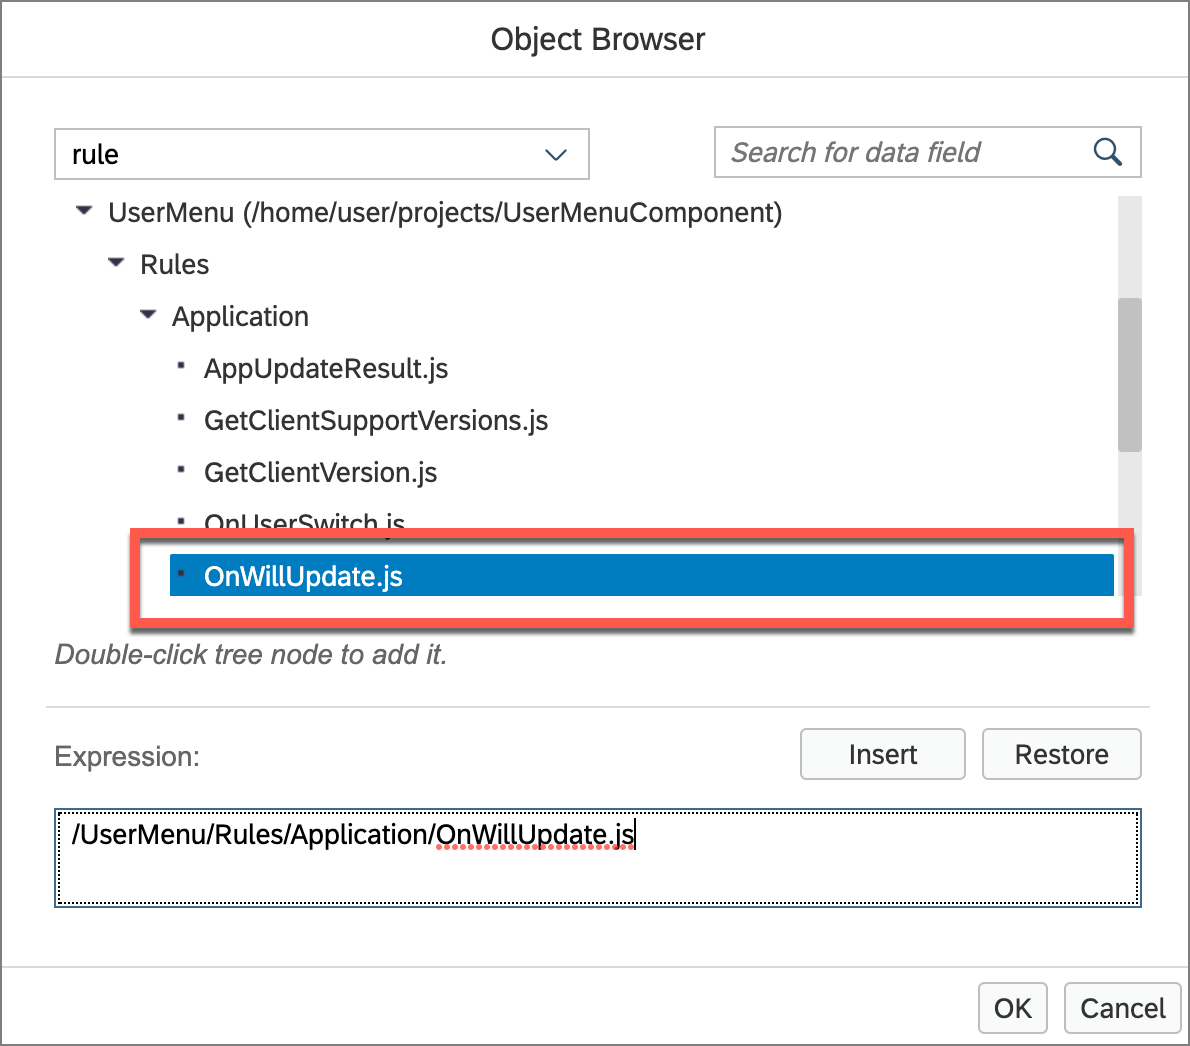 Object Browser
rule
Search for data field
UserMenu (/home/user/projects/UserMenuComponent)
Rules
Application
AppUpdateResult.js
GetClientSupportVersions.js
GetClientVersion.js
OnUserSwitch.js
OnWillUpdate.js
Double-click tree node to add it.
Expression:
Insert
Restore
/UserMenu/Rules/Application/OnWillUpdate.js
OK
Cancel